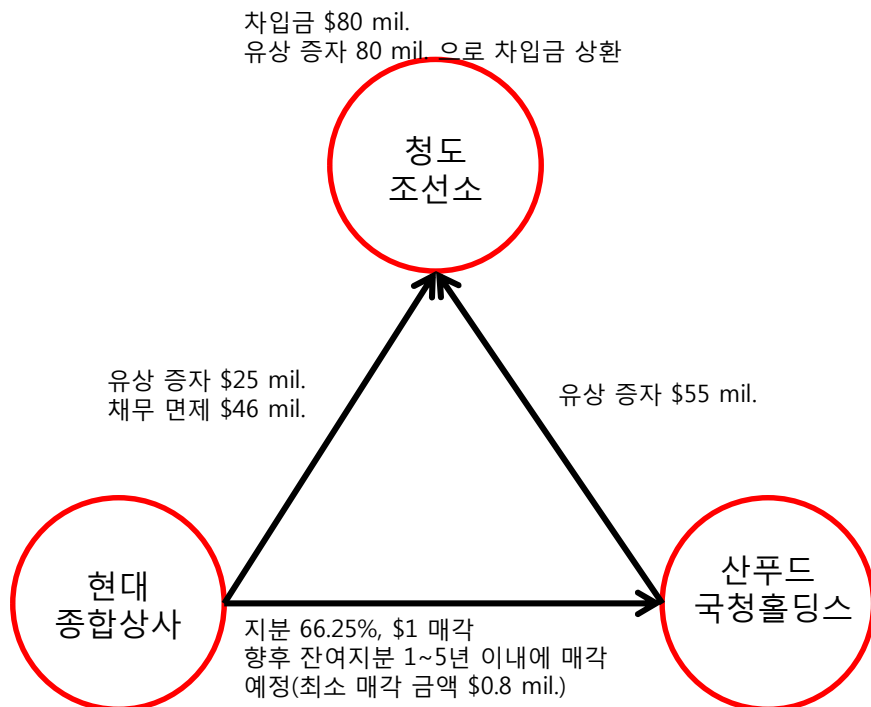 차입금 $80 mil.
유상 증자 80 mil. 으로 차입금 상환
청도
조선소
유상 증자 $25 mil.
채무 면제 $46 mil.
유상 증자 $55 mil.
현대
종합상사
산푸드
국청홀딩스
지분 66.25%, $1 매각
향후 잔여지분 1~5년 이내에 매각
예정(최소 매각 금액 $0.8 mil.)